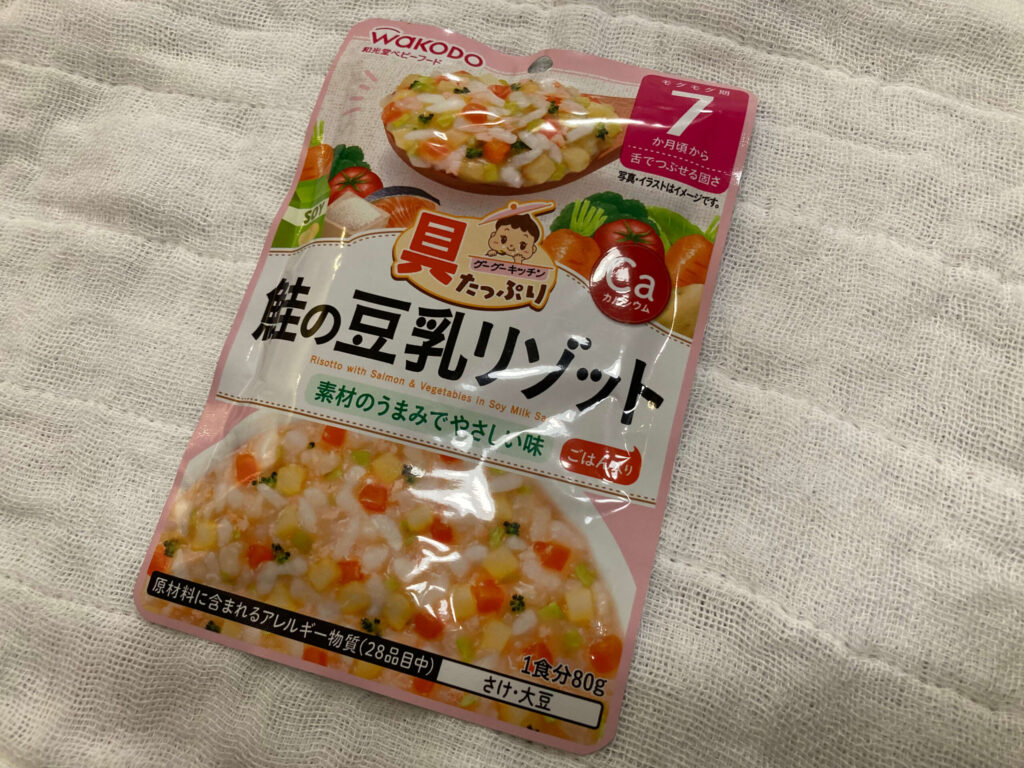 WaKODO
和光堂ベビーフード
モグモグ期
7
か月頃から
舌でつぶせる固さ
写真・イラストはイメージです。
SOY
具
グーグーキッチン
たっぷり
Ca
カルシウム
鮭の豆乳リゾット
Risotto with Salmon & Vegetables in Soy Milk
素材のうまみでやさしい味
ごはん入り
原材料に含まれるアレルギー物質(28品目中)
1食分80g
さけ・大豆